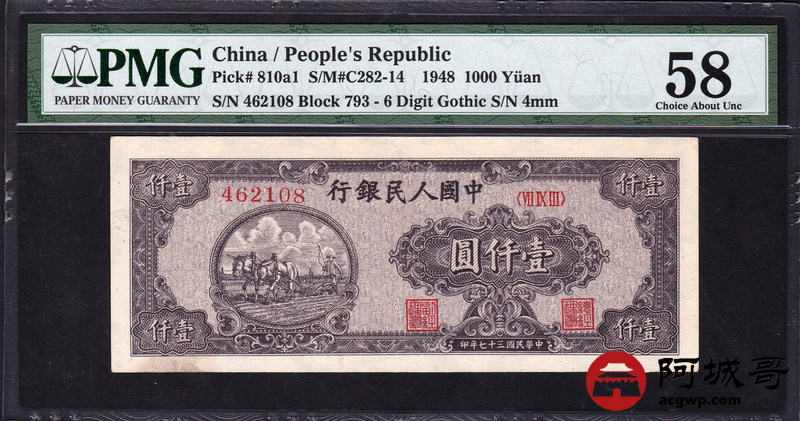 PMG
PAPER MONEY GUARANTY
China / People's Republic
Pick# 810a1 S/M#C282-14 1948 1000 Yüan
S/N 462108 Block 793 - 6 Digit Gothic S/N 4mm
58
Choice About Unc
仟壹
仟壹
462108
行銀民人國中
〈ⅦⅨⅢ〉
圓仟壹
仟壹
仟壹
印年七十三國民華中
阿城哥
acgwp.com